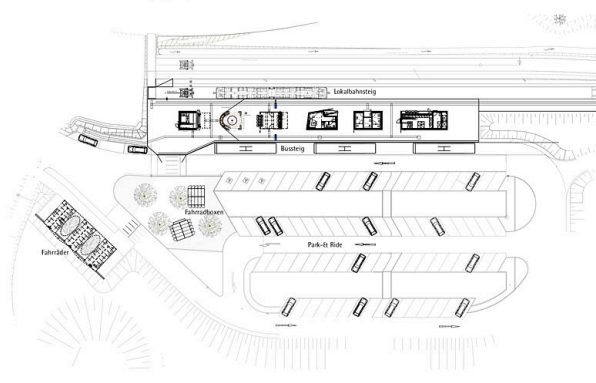 Lokalbahnsteig
Bussteig
Fahrradboxen
Park-& Ride
Fahrräder